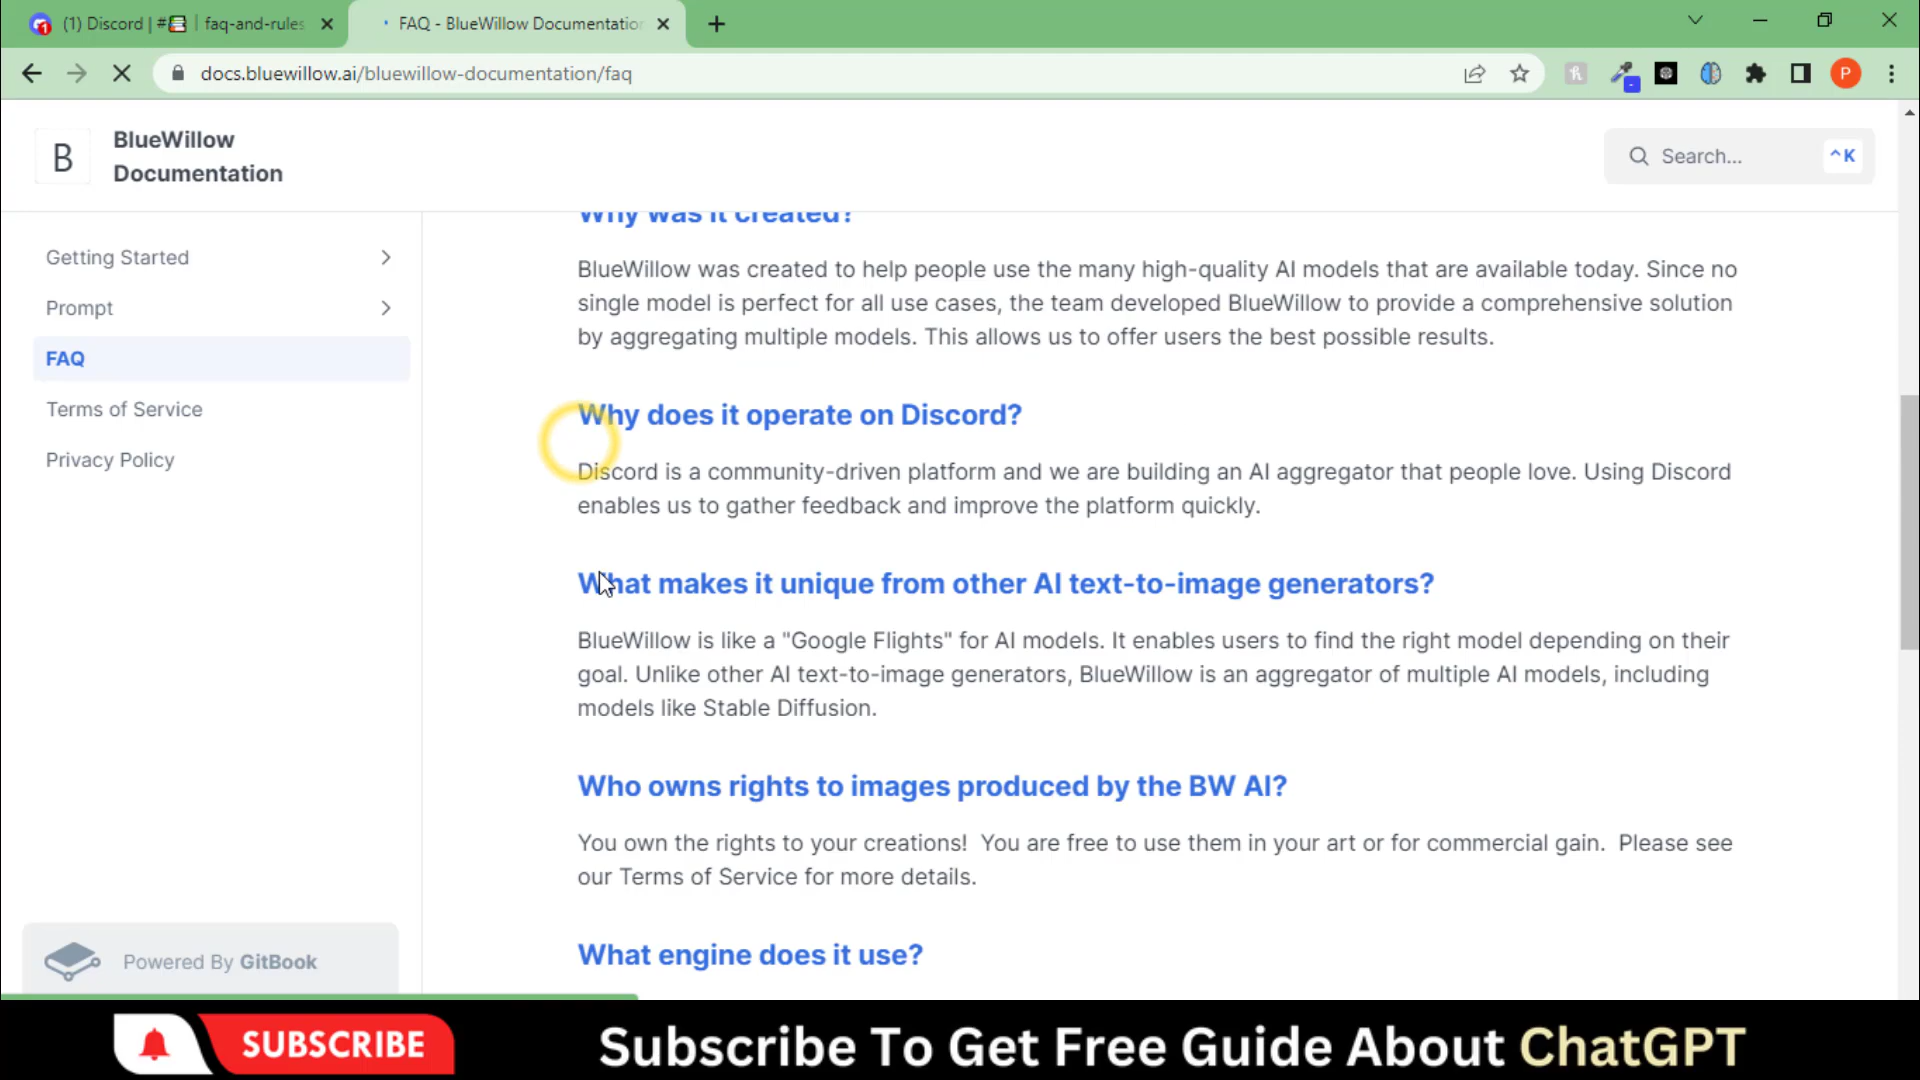 (1) Discord | # | faq-and-rules
FAQ - BlueWillow Documentation
docs.bluewillow.ai/bluewillow-documentation/faq
P
B
BlueWillow
Documentation
Search...
^K
Getting Started
Prompt
FAQ
Terms of Service
Privacy Policy
Powered By GitBook
Why was it created?
BlueWillow was created to help people use the many high-quality AI models that are available today. Since no
single model is perfect for all use cases, the team developed BlueWillow to provide a comprehensive solution
by aggregating multiple models. This allows us to offer users the best possible results.
Why does it operate on Discord?
Discord is a community-driven platform and we are building an AI aggregator that people love. Using Discord
enables us to gather feedback and improve the platform quickly.
What makes it unique from other AI text-to-image generators?
BlueWillow is like a "Google Flights" for AI models. It enables users to find the right model depending on their
goal. Unlike other AI text-to-image generators, BlueWillow is an aggregator of multiple AI models, including
models like Stable Diffusion.
Who owns rights to images produced by the BW AI?
You own the rights to your creations!  You are free to use them in your art or for commercial gain.  Please see
our Terms of Service for more details.
What engine does it use?
SUBSCRIBE
Subscribe To Get Free Guide About ChatGPT